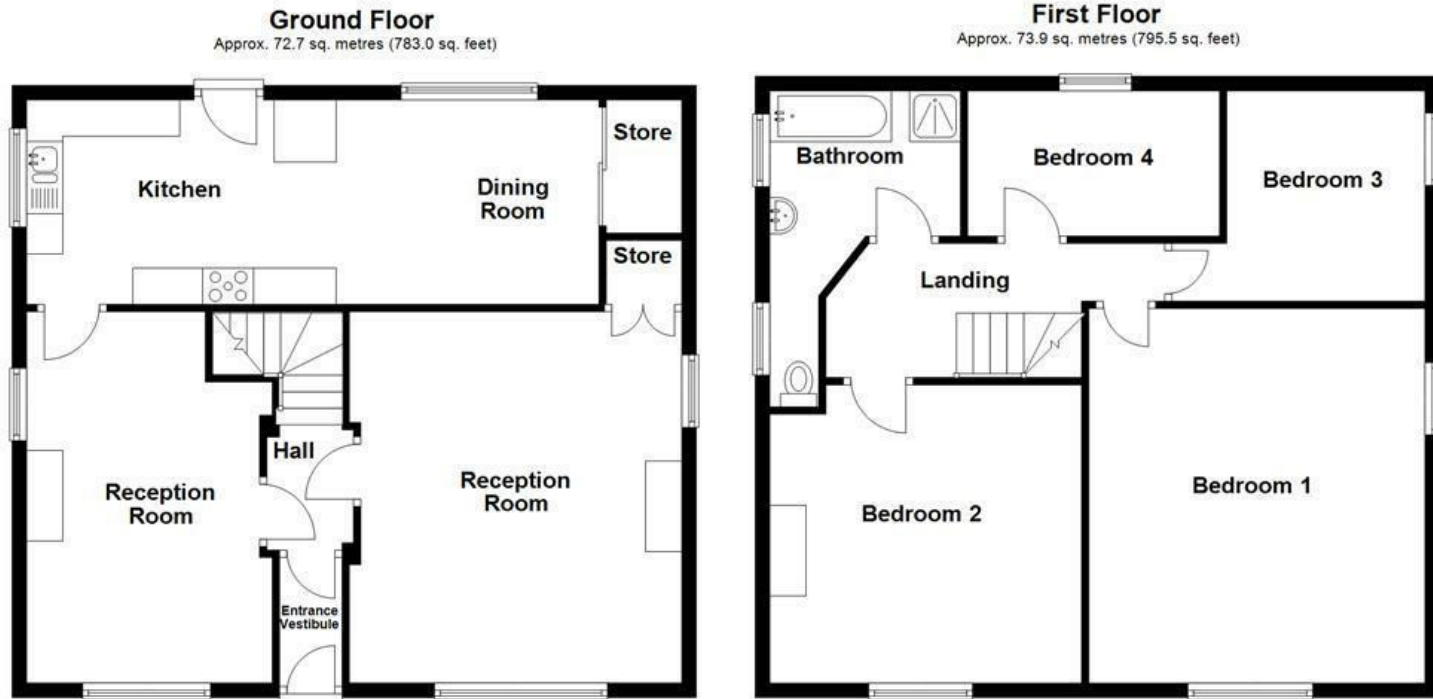 Ground Floor
Approx. 72.7 sq. metres (783.0 sq. feet)
Store
Kitchen
Dining
Room
Store
Hall
Reception
Room
Reception
Room
Entrance
Vestibule
First Floor
Approx. 73.9 sq. metres (795.5 sq. feet)
Bathroom
Bedroom 4
Bedroom 3
Landing
Bedroom 1
Bedroom 2